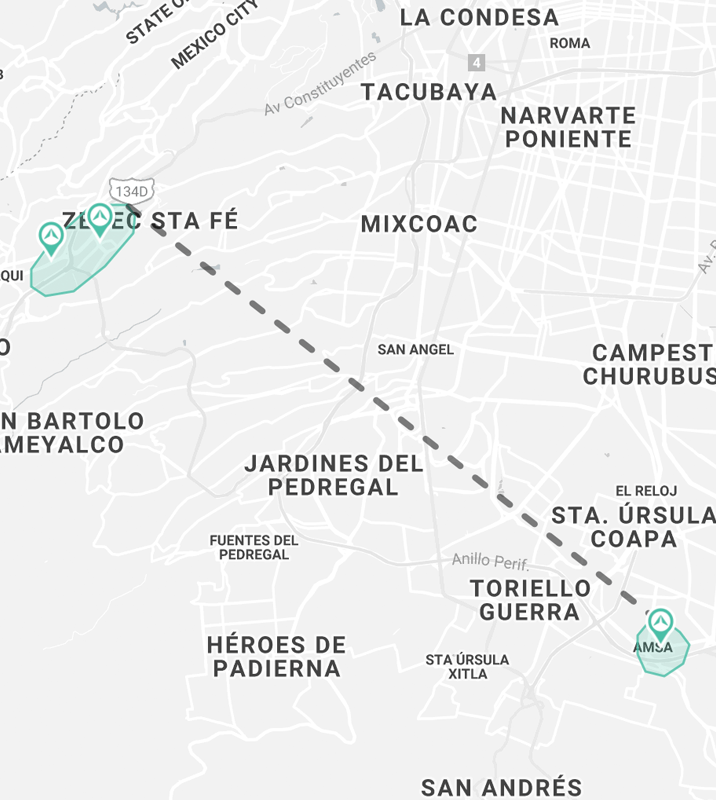 LA CONDESA
STATE O
MEXICO CITY
ROMA
4
TACUBAYA
Av Constituyentes
NARVARTE
PONIENTE
134D
STA FÉ
MIXCOAC
Av.
QUI
SAN ANGEL
CAMPEST
CHURUBUS
O
N BARTOLO
AMEYALCO
JARDINES DEL
PEDREGAL
EL RELOJ
STA. ÚRSULA
COAPA
FUENTES DEL
PEDREGAL
Anillo Perif.
TORIELLO
GUERRA
HÉROES DE
PADIERNA
STA ÚRSULA
XITLA
AMSA
SAN ANDRÉS